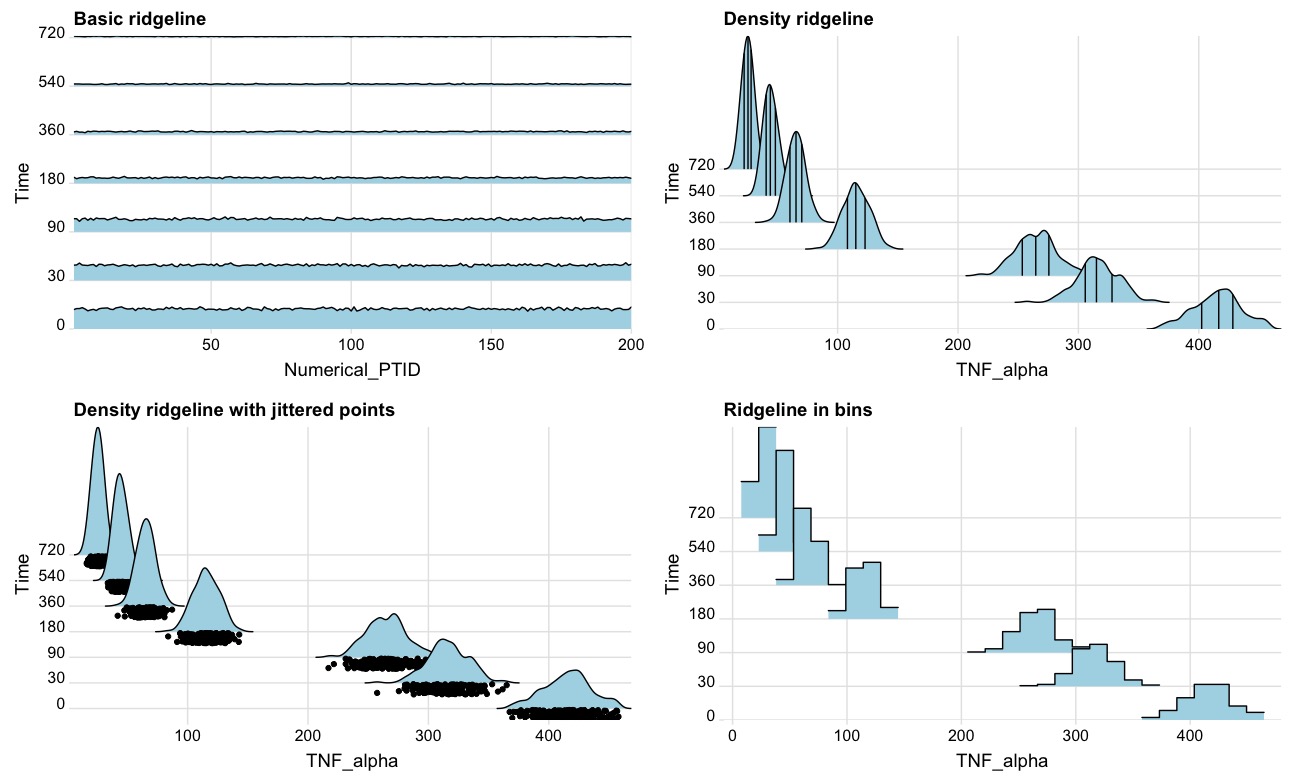 Basic ridgeline
720
540
360
180
90
30
0
Time
50 100 150 200
Numerical_PTID
Density ridgeline
720
540
360
180
90
30
0
Time
100 200 300 400
TNF_alpha
Density ridgeline with jittered points
720
540
360
180
90
30
0
Time
100 200 300 400
TNF_alpha
Ridgeline in bins
720
540
360
180
90
30
0
Time
0 100 200 300 400
TNF_alpha